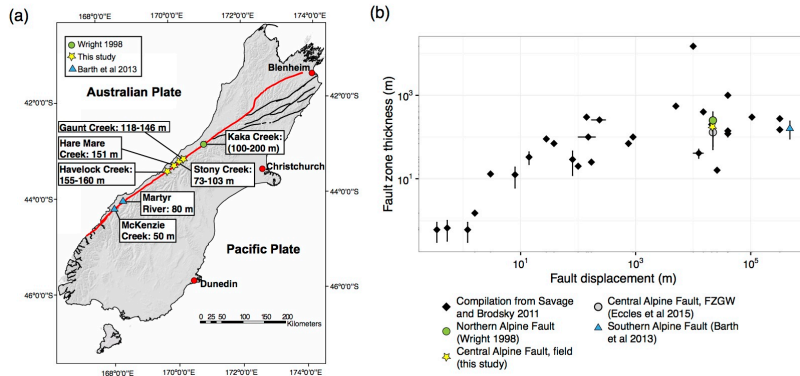 (a)
168°0'0"E 170°0'0"E 172°0'0"E 174°0'0"E
Wright 1998
This study
Barth et al 2013
Blenheim
Australian Plate
42°0'0"S
42°0'0"S
Gaunt Creek: 118-146 m
Hare Mare
Creek: 151 m
Kaka Creek:
(100-200 m)
Havelock Creek:
155-160 m
Stony Creek:
73-103 m
Christchurch
44°0'0"S
44°0'0"S
Martyr
River: 80 m
McKenzie
Creek: 50 m
Pacific Plate
Dunedin
46°0'0"S
46°0'0"S
0 25 50 100 150 200
Kilometers
168°0'0"E 170°0'0"E 172°0'0"E 174°0'0"E
(b)
Fault zone thickness (m)
10³
10¹
10¹ 10³ 10⁵
Fault displacement (m)
Compilation from Savage
and Brodsky 2011
Northern Alpine Fault
(Wright 1998)
Central Alpine Fault, field
(this study)
Central Alpine Fault, FZGW
(Eccles et al 2015)
Southern Alpine Fault (Barth
et al 2013)